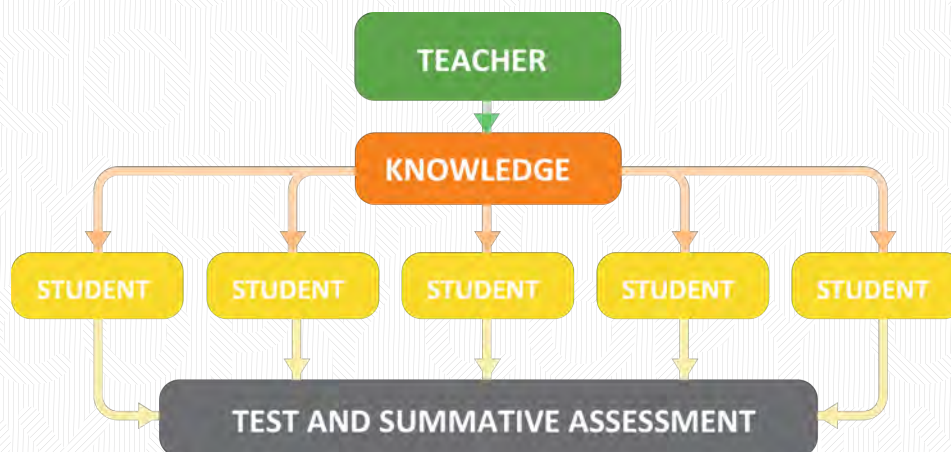 TEACHER
KNOWLEDGE
STUDENT
STUDENT
STUDENT
STUDENT
STUDENT
TEST AND SUMMATIVE ASSESSMENT